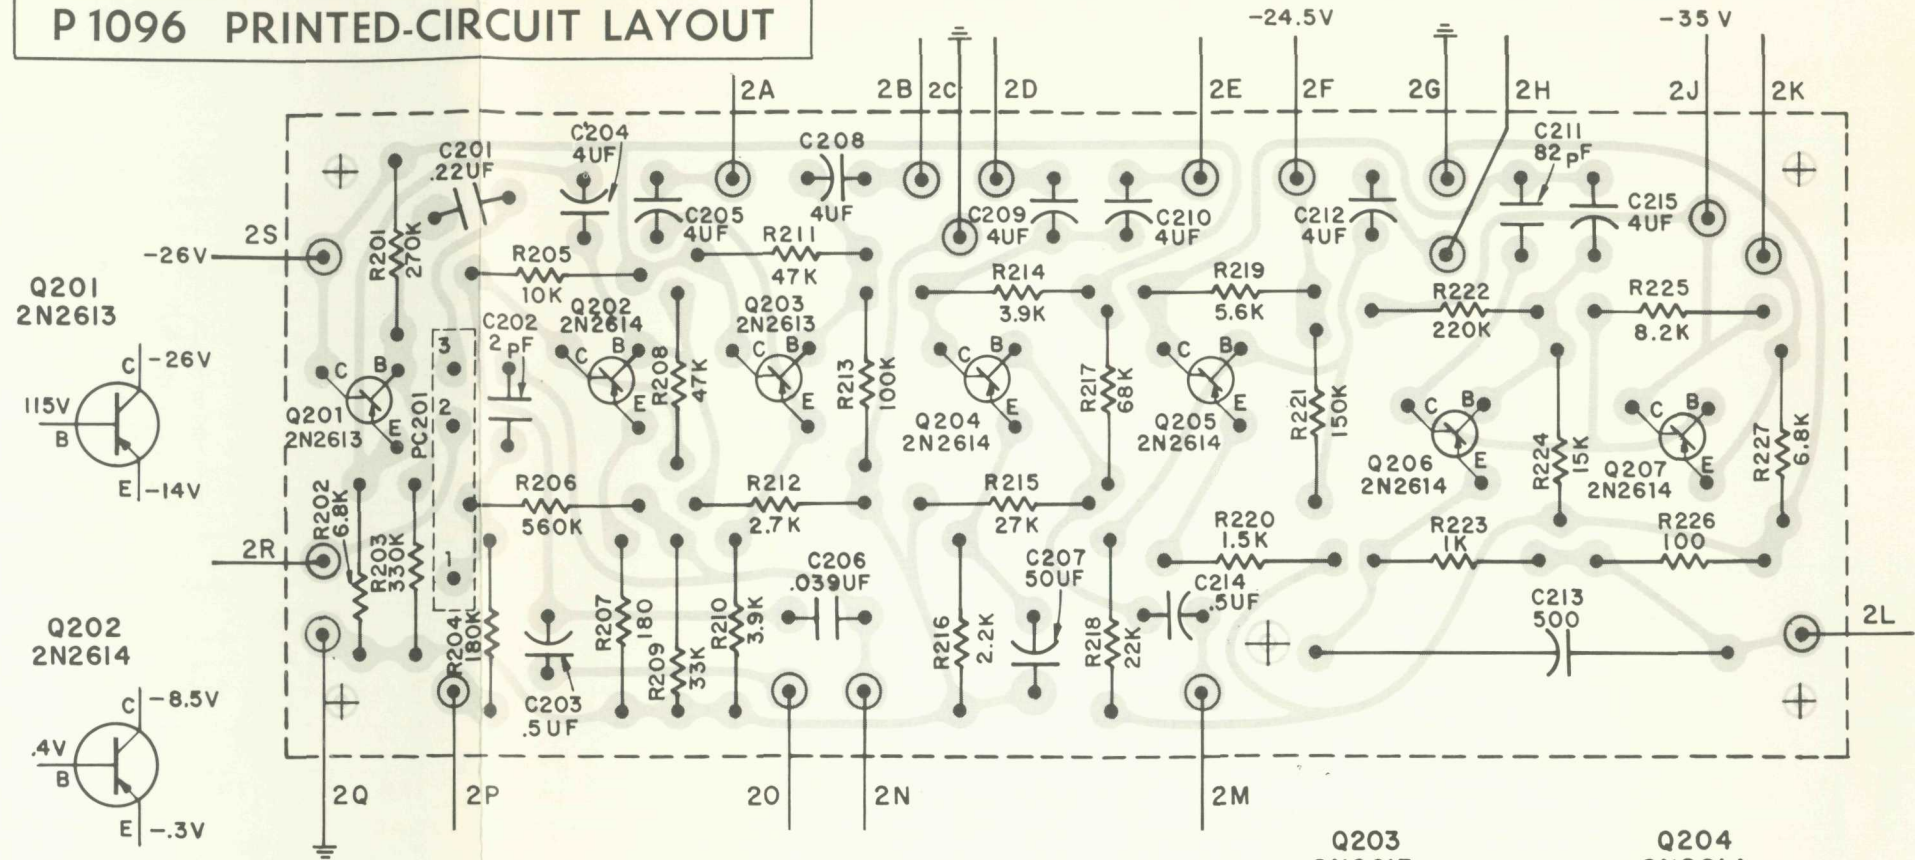 P 1096 PRINTED-CIRCUIT LAYOUT
-24.5V
-35 V
2A
2B
2C
2D
2E
2F
2G
2H
2J
2K
C201
.22UF
C204
4UF
C208
4UF
C211
82 pF
C205
4UF
C209
4UF
C210
4UF
C212
4UF
C215
4UF
2S
-26V
R201
270K
R205
10K
R211
47K
R214
3.9K
R219
5.6K
R222
220K
R225
8.2K
Q201
2N2613
C
-26V
115V
B
E
-14V
C202
2 pF
Q202
2N2614
C
B
E
Q203
2N2613
C
B
E
3
2
1
PC201
C
B
E
Q201
2N2613
R208
47K
R213
100K
C
B
E
Q204
2N2614
R217
68K
C
B
E
Q205
2N2614
R221
150K
C
B
E
Q206
2N2614
R224
15K
C
B
E
Q207
2N2614
R227
6.8K
R202
6.8K
R203
330K
R206
560K
R212
2.7K
R215
27K
R220
1.5K
R223
1K
R226
100
2R
C206
.039UF
C207
50UF
C214
.5UF
C213
500
2L
Q202
2N2614
C
-8.5V
.4V
B
E
-.3V
R204
180K
C203
.5UF
R207
180
R209
33K
R210
3.9K
R216
2.2K
R218
22K
2Q
2P
2O
2N
2M
Q203
Q204